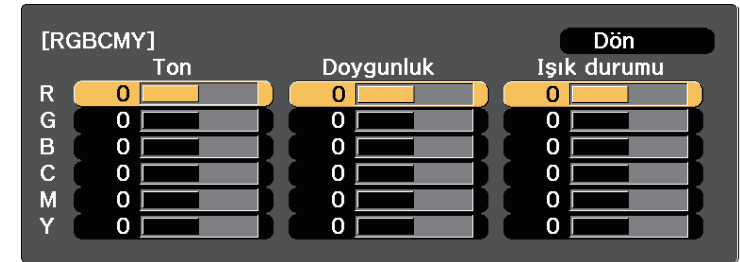 [RGBCMY] Dön
Ton Doygunluk Işık durumu
R 0 0 0
G 0 0 0
B 0 0 0
C 0 0 0
M 0 0 0
Y 0 0 0